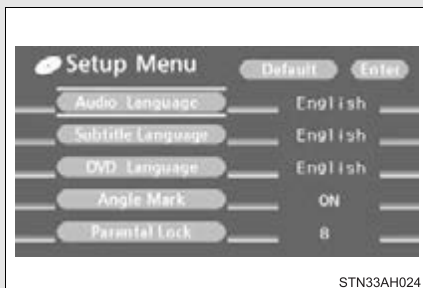 Setup Menu Default Enter
Audio Language English
Subtitle Language English
DVD Language English
Angle Mark ON
Parental Lock 8
STN33AH024